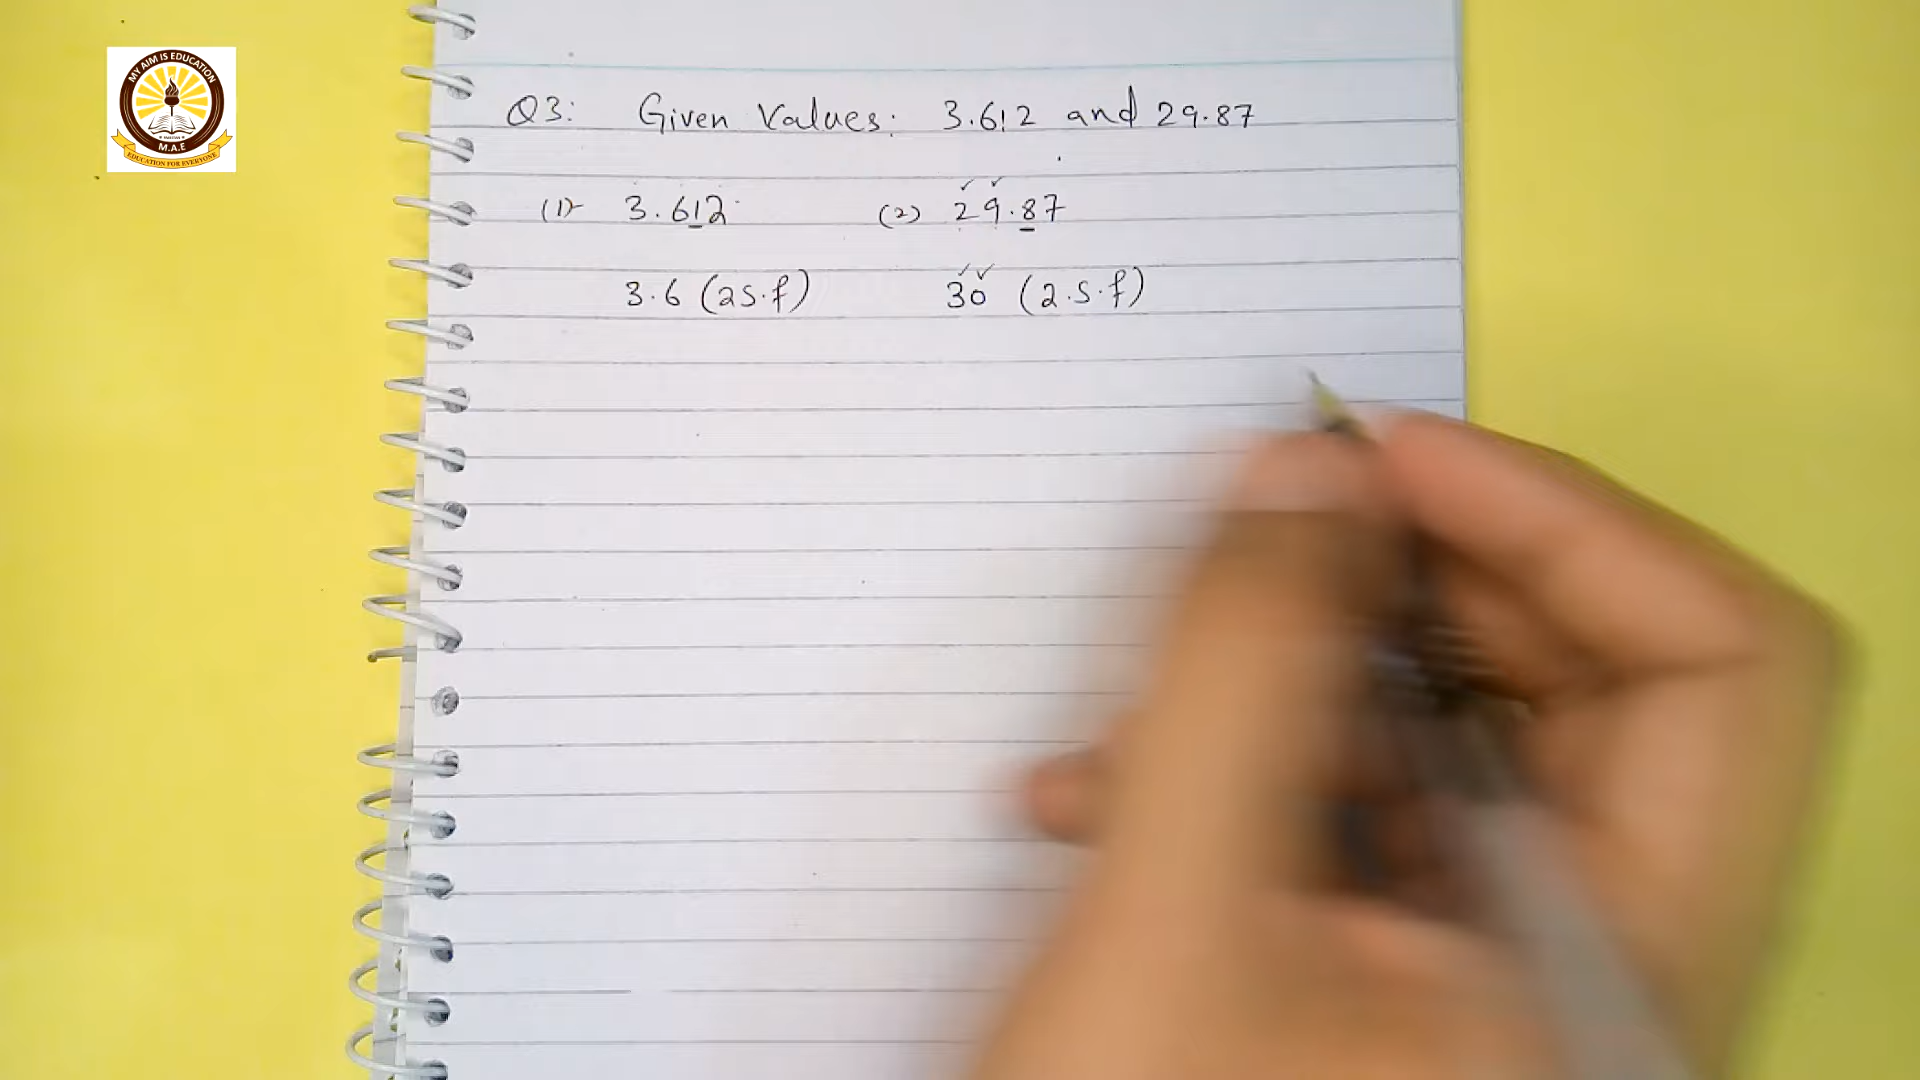 MY AIM IS EDUCATION
M.A.E
EDUCATION FOR EVERYONE
Q3: Given Values: 3.612 and 29.87
(1) 3.612 (2) 29.87
3.6 (2s.f) 30 (2.s.f)